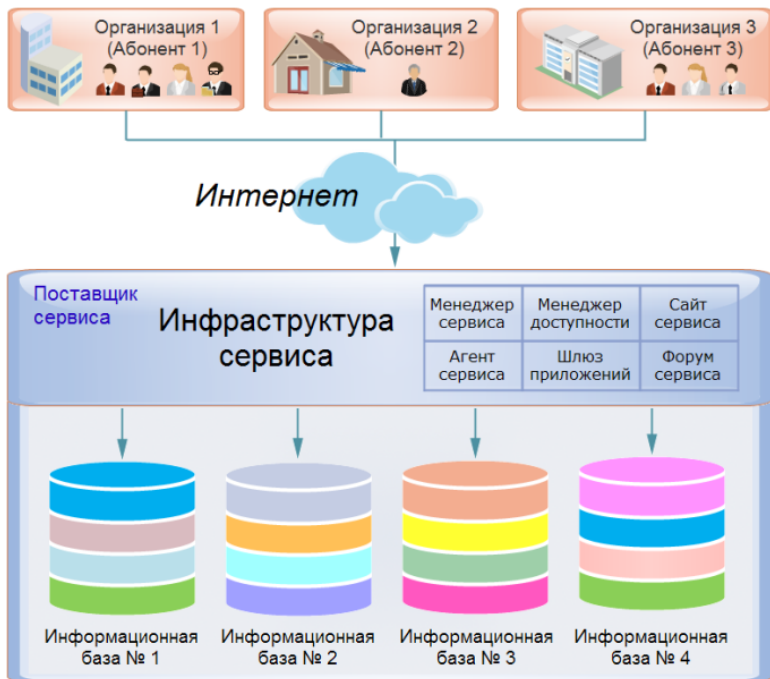 Организация 1
(Абонент 1)
Организация 2
(Абонент 2)
Организация 3
(Абонент 3)
Интернет
Поставщик
сервиса
Инфраструктура
сервиса
Менеджер
сервиса
Менеджер
доступности
Сайт
сервиса
Агент
сервиса
Шлюз
приложений
Форум
сервиса
Информационная
база № 1
Информационная
база № 2
Информационная
база № 3
Информационная
база № 4